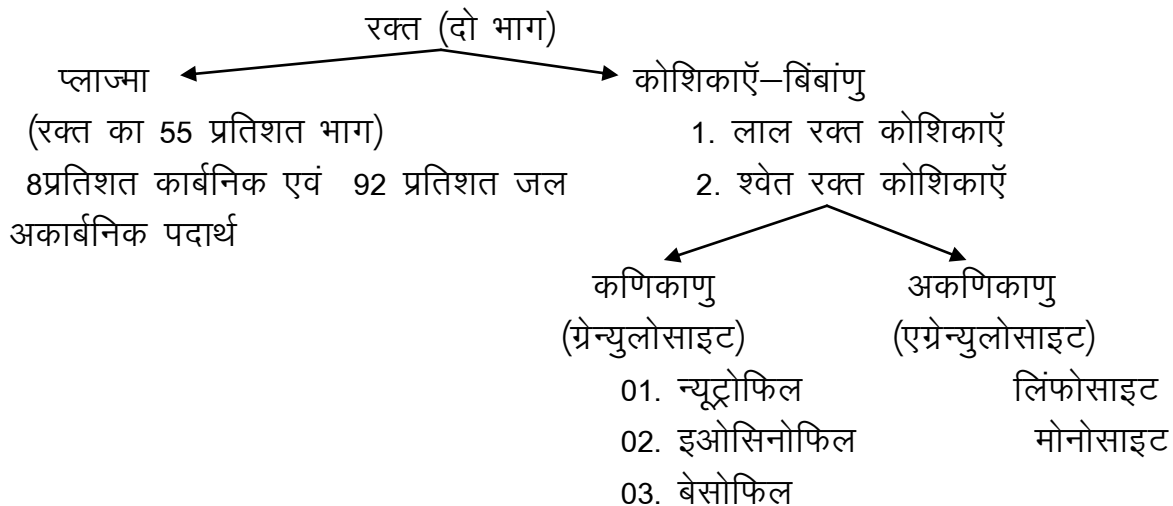 रक्त (दो भाग)
प्लाज्मा कोशिकाएॅ–बिंबांणु
(रक्त का 55 प्रतिशत भाग) 1. लाल रक्त कोशिकाएॅ
8प्रतिशत कार्बनिक एवं 92 प्रतिशत जल 2. श्वेत रक्त कोशिकाएॅ
अकार्बनिक पदार्थ
कणिकाणु अकणिकाणु
(ग्रेन्युलोसाइट) (एग्रेन्युलोसाइट)
01. न्यूट्रोफिल लिंफोसाइट
02. इओसिनोफिल मोनोसाइट
03. बेसोफिल